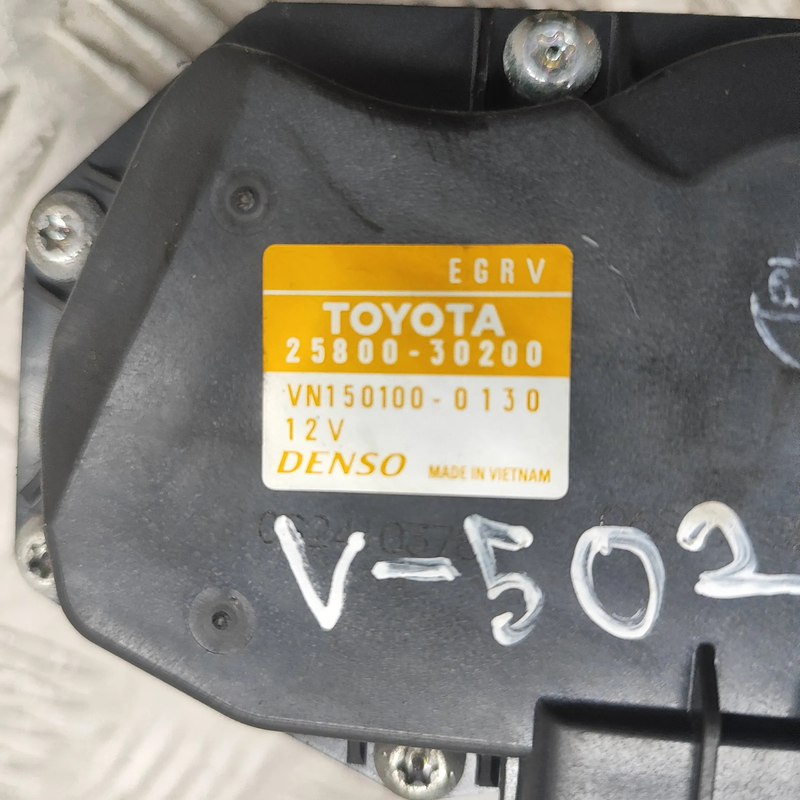 EGRV
TOYOTA
25800-30200
VN150100-0130
12V
DENSO MADE IN VIETNAM
V-502